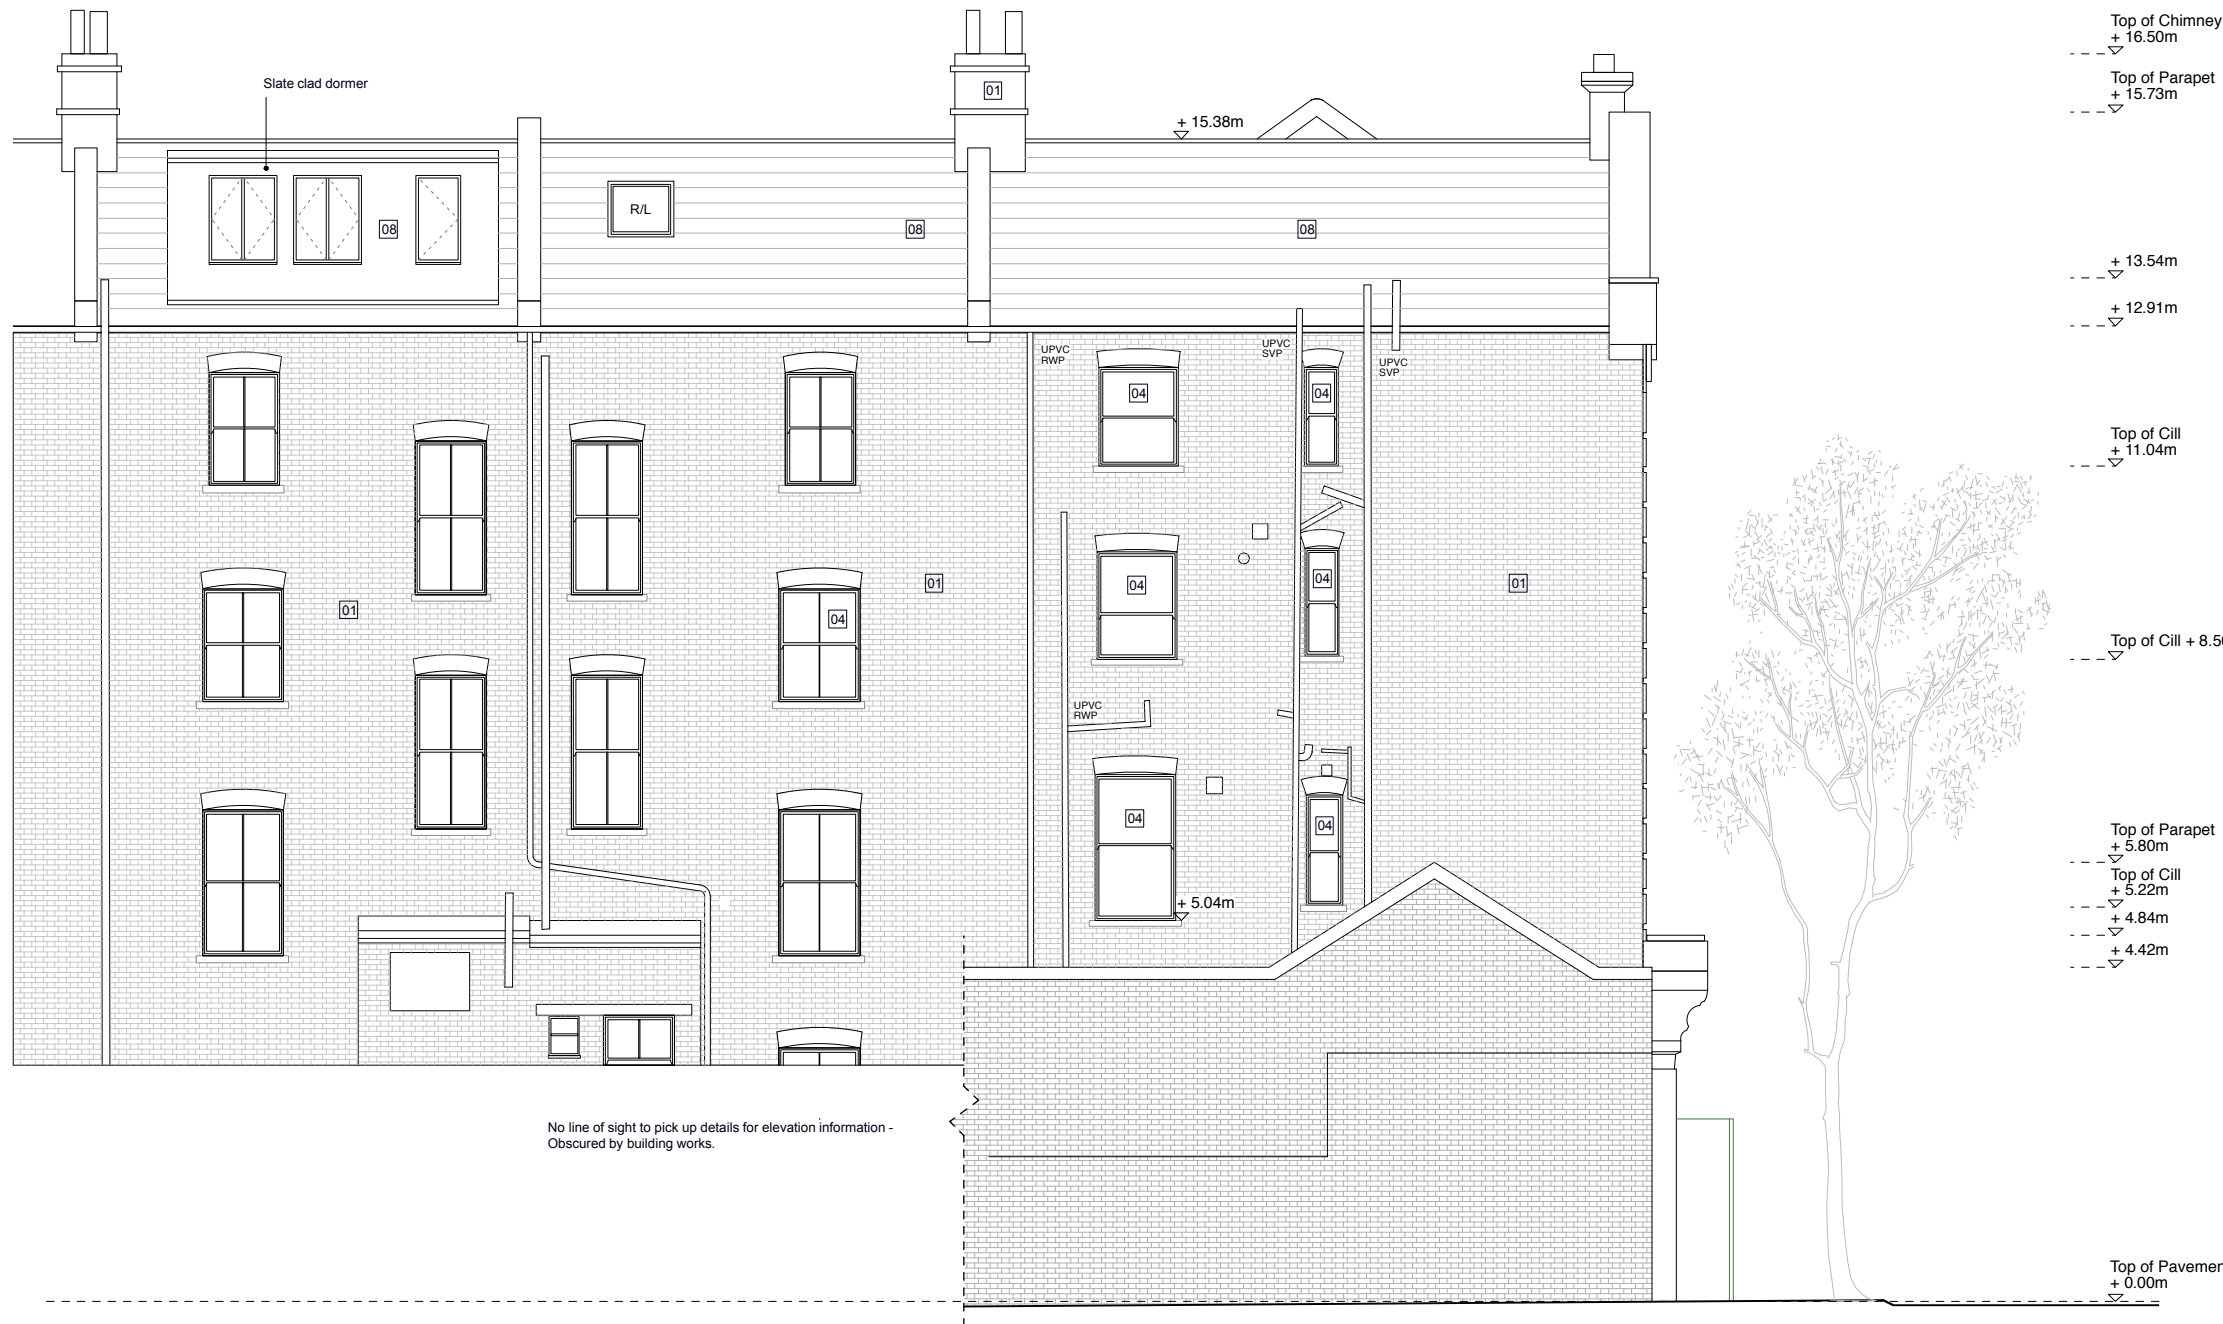 Top of Chimney
+ 16.50m
Slate clad dormer
01
Top of Parapet
+ 15.73m
+ 15.38m
R/L
08
08
08
+ 13.54m
+ 12.91m
UPVC
RWP
UPVC
SVP
UPVC
SVP
04
04
Top of Cill
+ 11.04m
01
01
04
04
04
01
Top of Cill + 8.5
UPVC
RWP
04
04
Top of Parapet
+ 5.80m
Top of Cill
+ 5.22m
+ 5.04m
+ 4.84m
+ 4.42m
No line of sight to pick up details for elevation information -
Obscured by building works.
Top of Pavemen
+ 0.00m